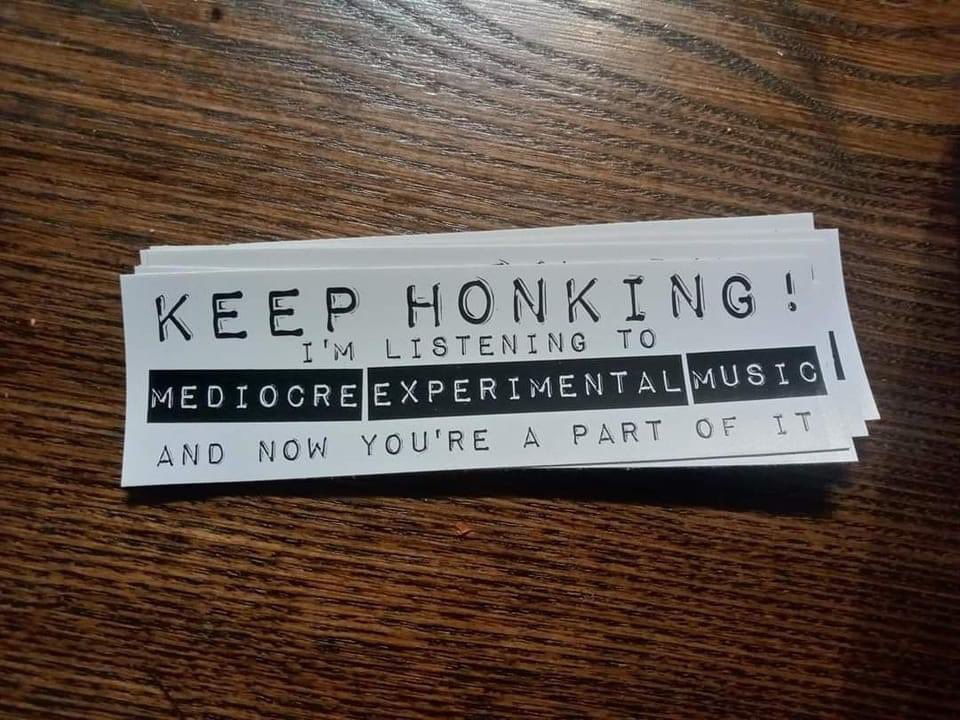 KEEP HONKING!
I'M LISTENING TO
MEDIOCRE EXPERIMENTAL MUSIC
AND NOW YOU'RE A PART OF IT